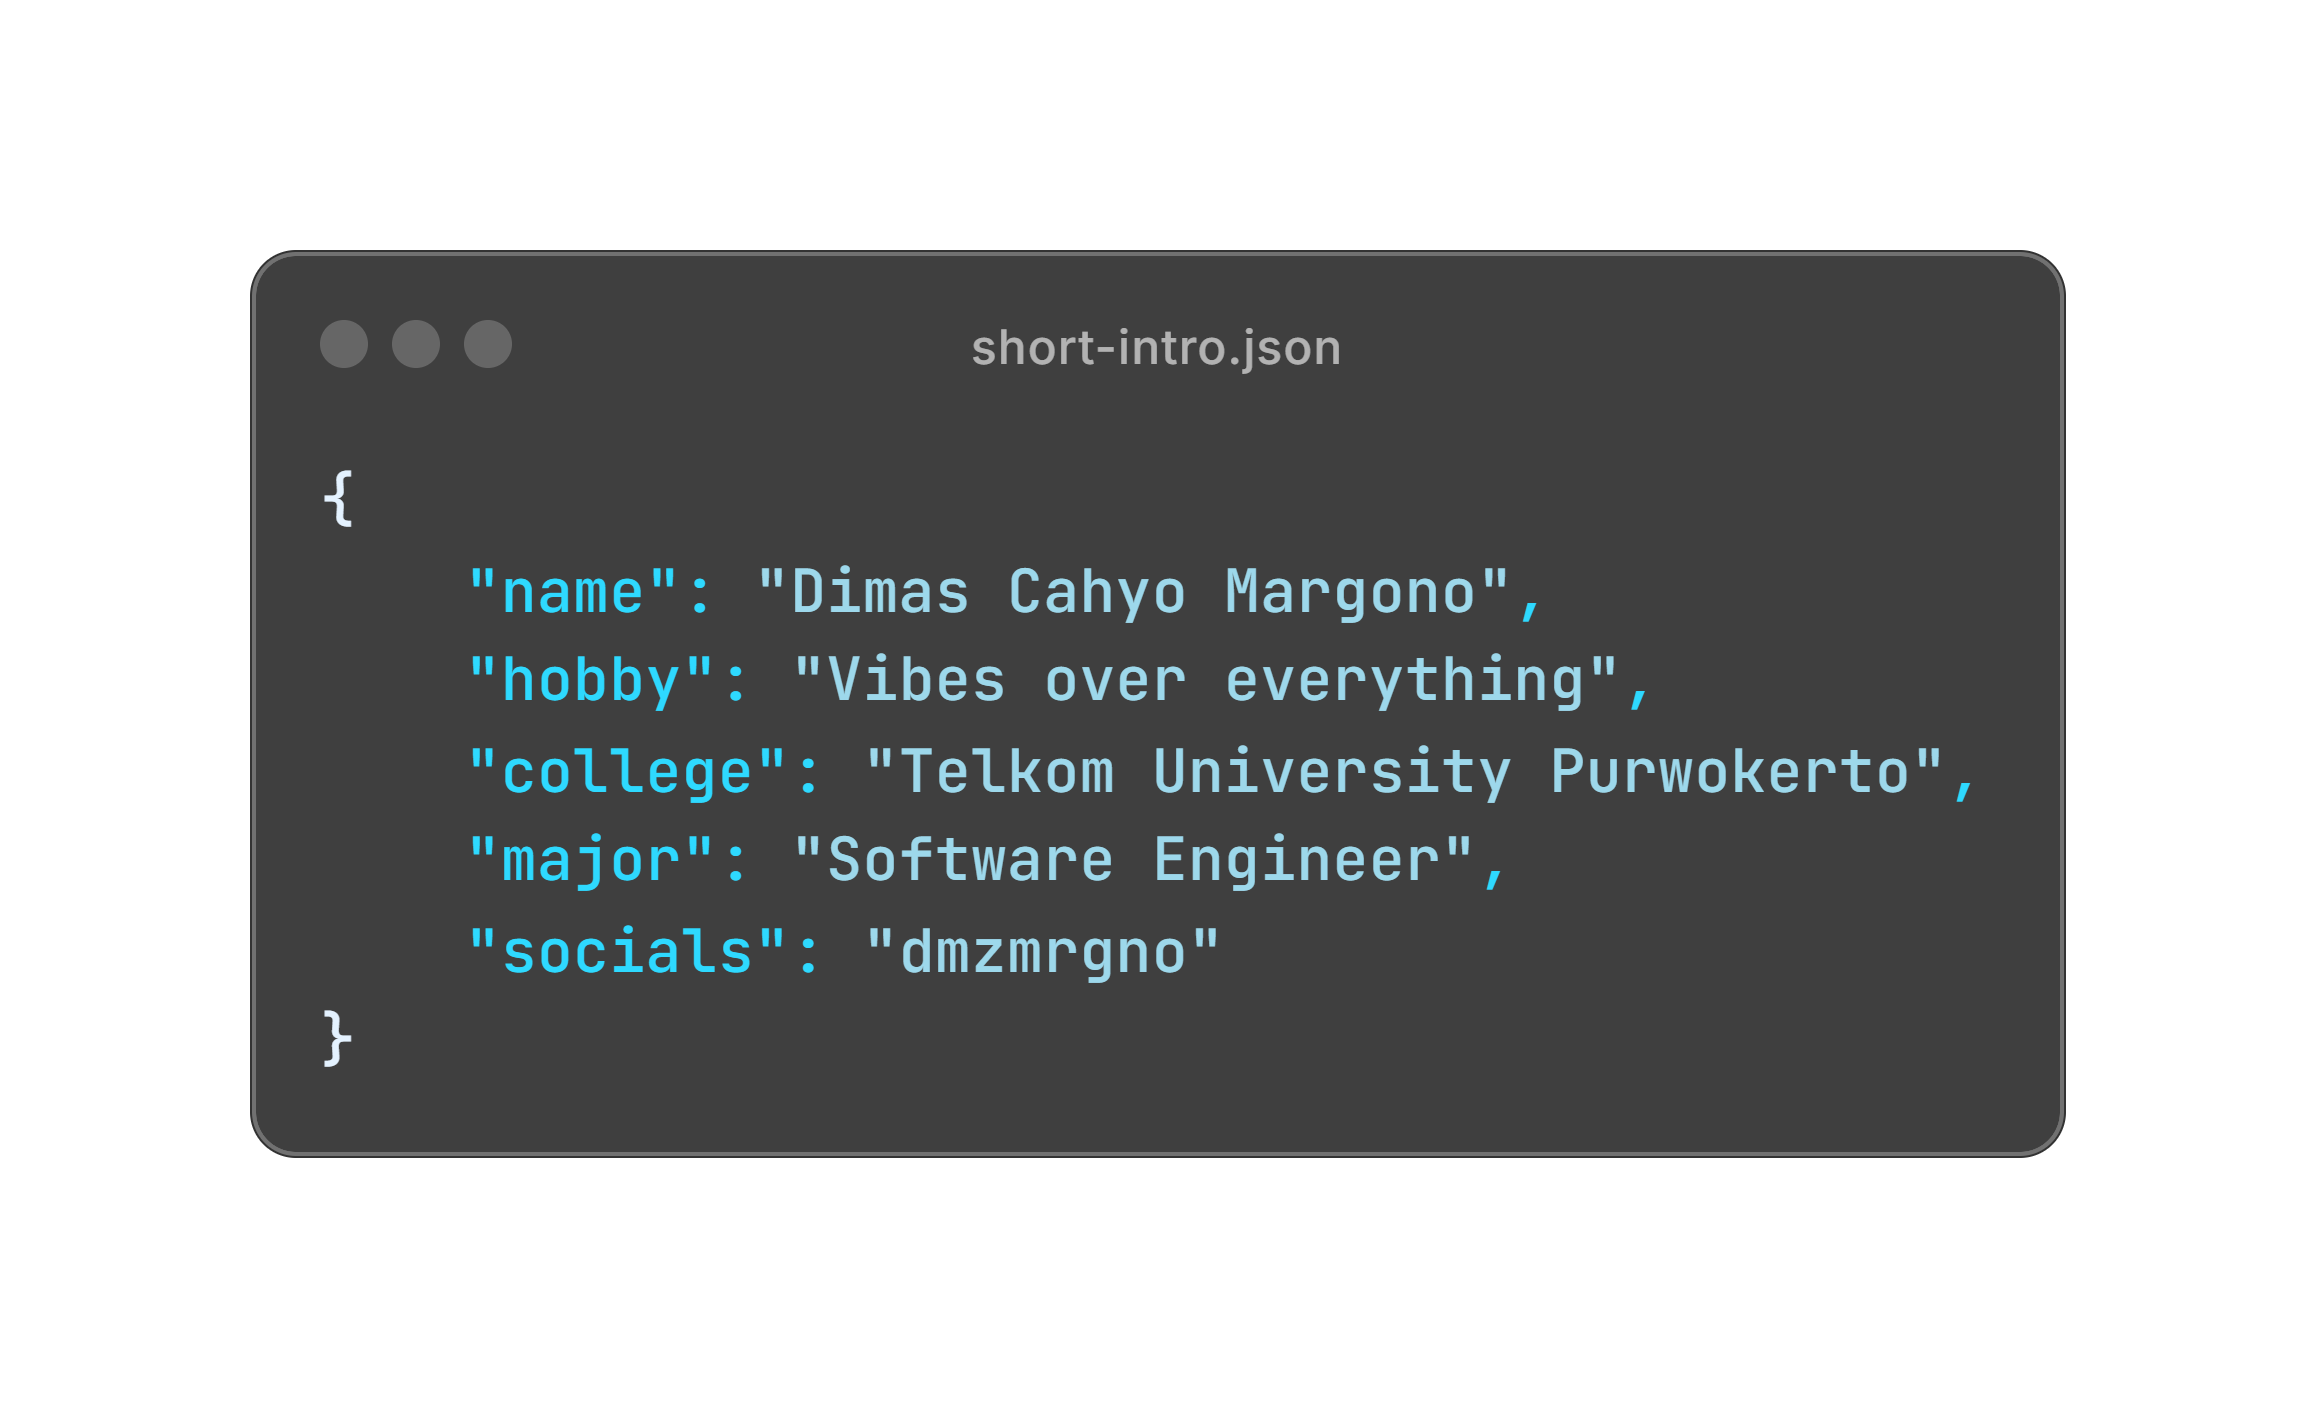 short-intro.json
{
"name": "Dimas Cahyo Margono",
"hobby": "Vibes over everything",
"college": "Telkom University Purwokerto",
"major": "Software Engineer",
"socials": "dmzmrgno"
}